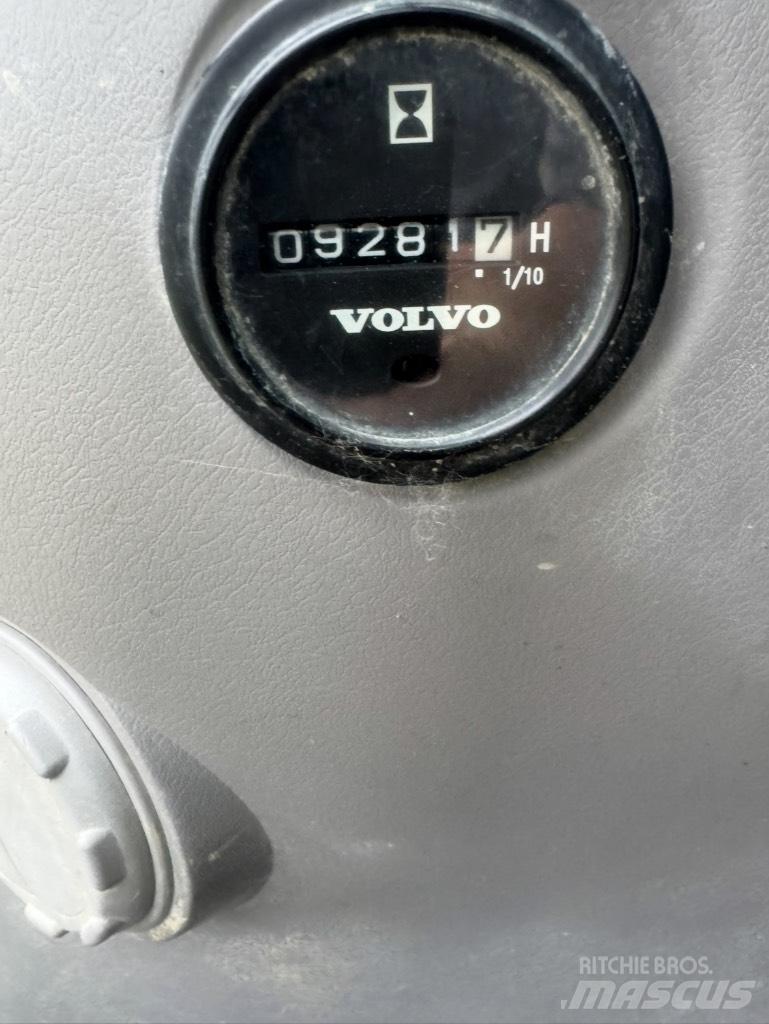 092817 H
1/10
VOLVO
RITCHIE BROS.
MASCUS